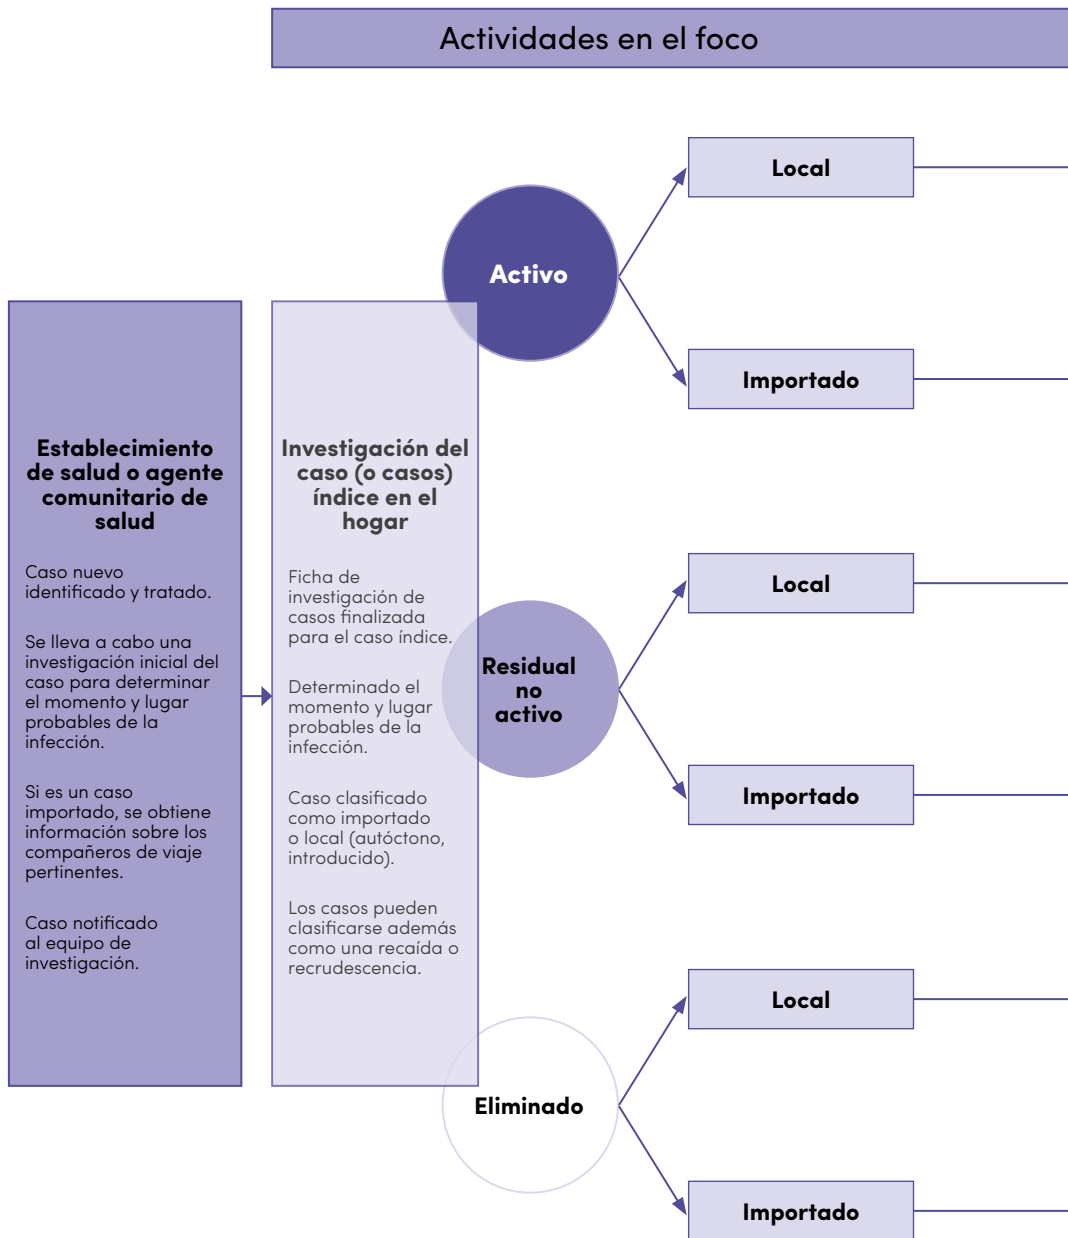 Actividades en el foco
Establecimiento
de salud o agente
comunitario de
salud
Caso nuevo
identificado y tratado.
Se lleva a cabo una
investigación inicial del
caso para determinar
el momento y lugar
probables de la
infección.
Si es un caso
importado, se obtiene
información sobre los
compañeros de viaje
pertinentes.
Caso notificado
al equipo de
investigación.
Investigación del
caso (o casos)
índice en el
hogar
Ficha de
investigación de
casos finalizada
para el caso índice.
Determinado el
momento y lugar
probables de la
infección.
Caso clasificado
como importado
o local (autóctono,
introducido).
Los casos pueden
clasificarse además
como una recaída o
recrudescencia.
Activo
Local
Importado
Residual
no
activo
Local
Importado
Eliminado
Local
Importado